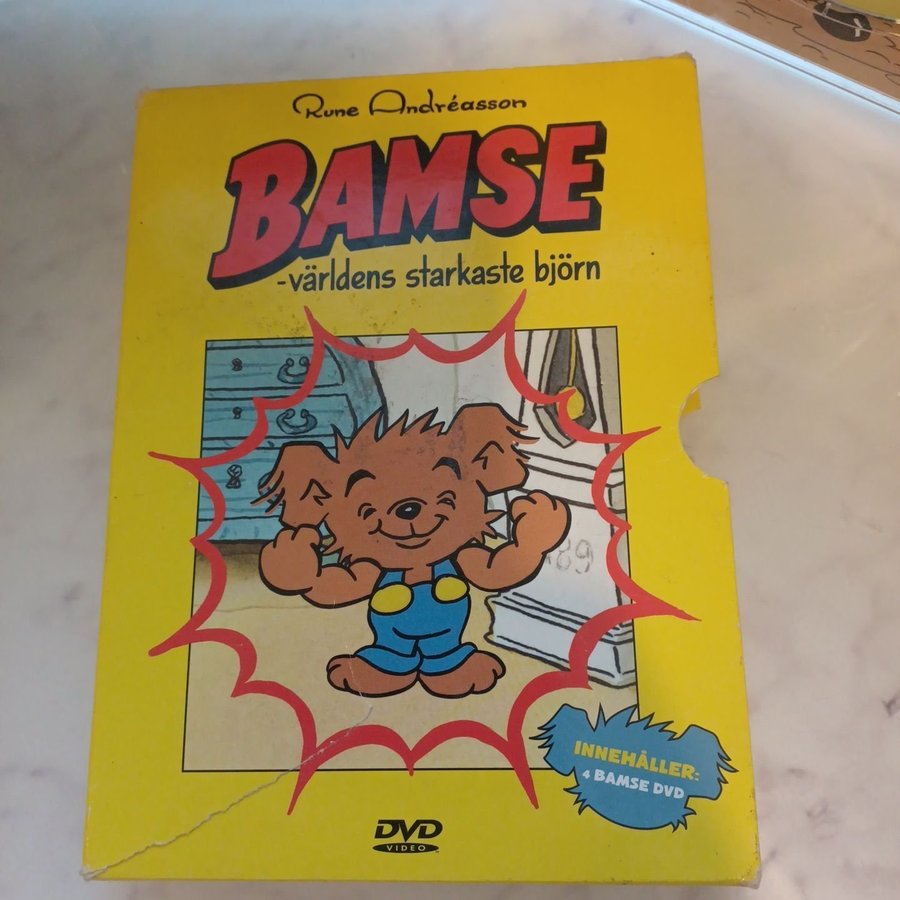 Rune Andréasson
BAMSE
-världens starkaste björn
INNEHÅLLER:
4 BAMSE DVD
DVD
VIDEO